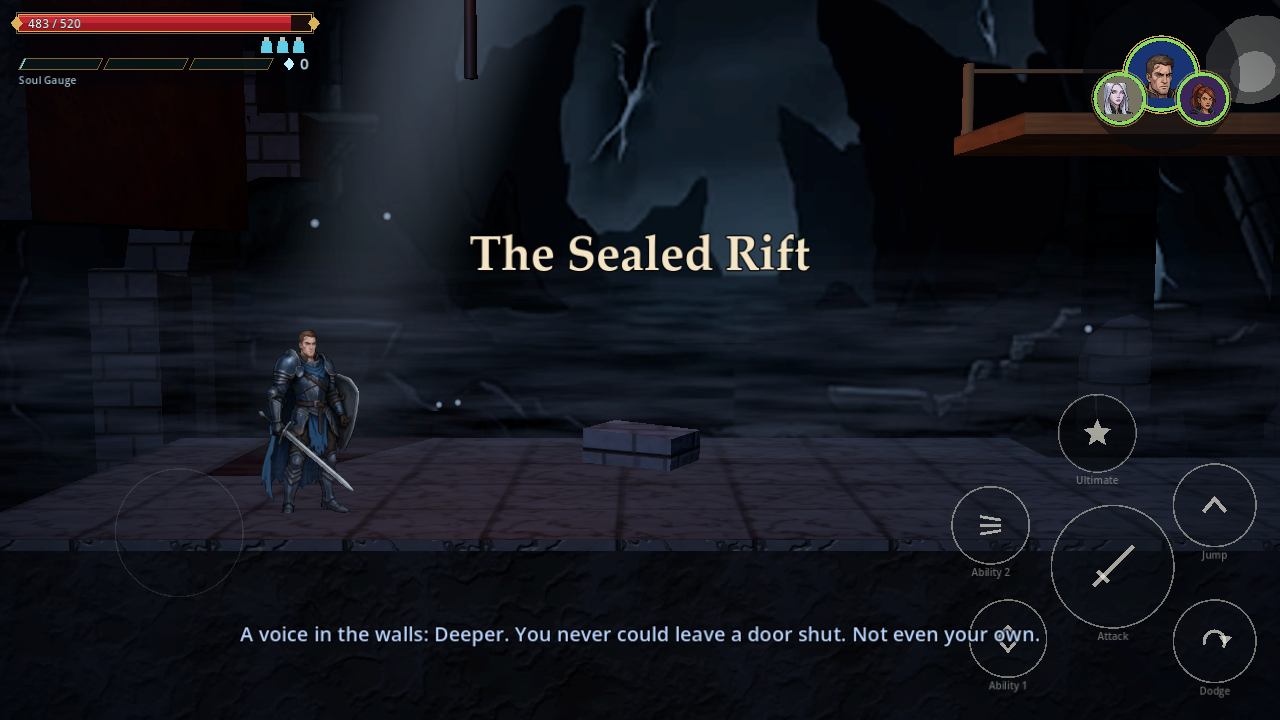 483 / 520
0
Soul Gauge
The Sealed Rift
Ultimate
Jump
Ability 2
A voice in the walls: Deeper. You never could leave a door shut. Not even your own.
Attack
Ability 1
Dodge